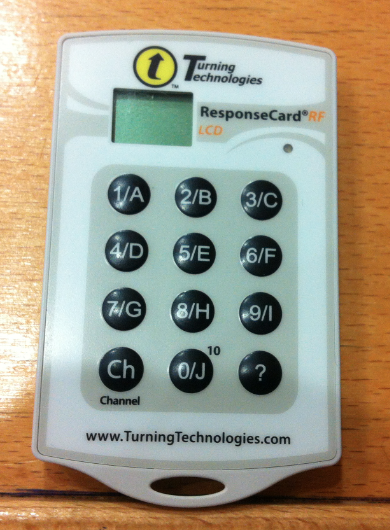 t Turning
Technologies
™
ResponseCard®RF
LCD
1/A 2/B 3/C
4/D 5/E 6/F
7/G 8/H 9/I
10
Ch 0/J ?
Channel
www.TurningTechnologies.com